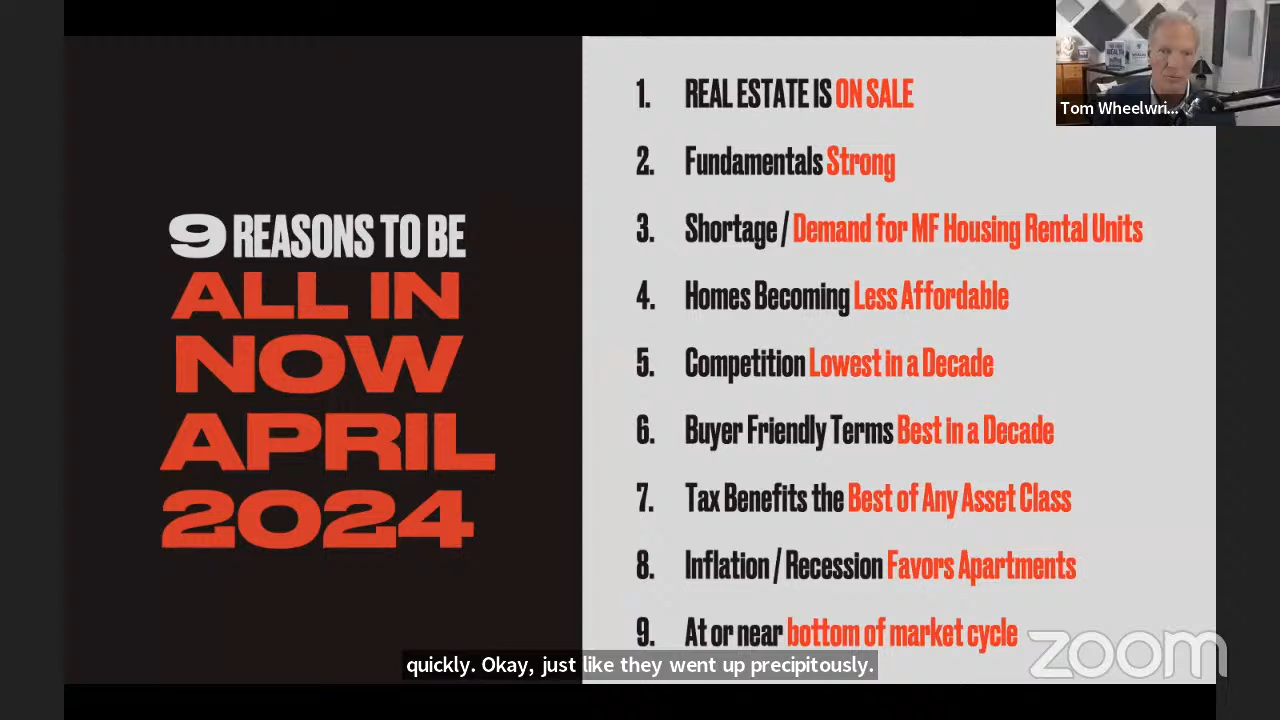 9 REASONS TO BE
ALL IN
NOW
APRIL
2024
1. REAL ESTATE IS ON SALE
2. Fundamentals Strong
3. Shortage / Demand for MF Housing Rental Units
4. Homes Becoming Less Affordable
5. Competition Lowest in a Decade
6. Buyer Friendly Terms Best in a Decade
7. Tax Benefits the Best of Any Asset Class
8. Inflation / Recession Favors Apartments
9. At or near bottom of market cycle
Tom Wheelwri...
quickly. Okay, just like they went up precipitously.
zoom